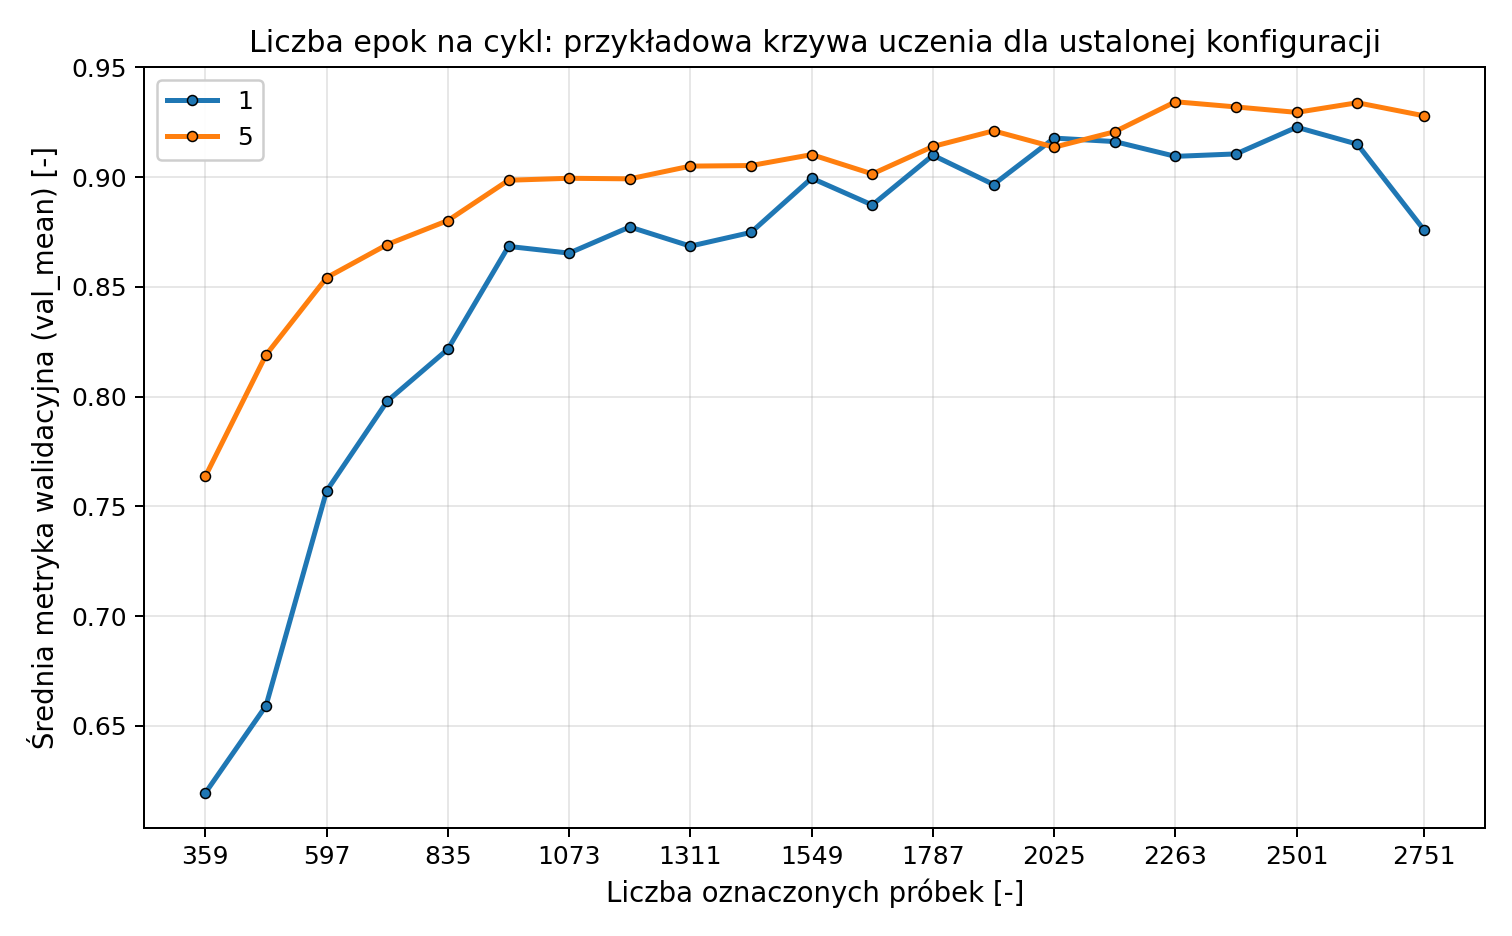 Liczba epok na cykl: przykładowa krzywa uczenia dla ustalonej konfiguracji
1
5
Średnia metryka walidacyjna (val_mean) [-]
0.95
0.90
0.85
0.80
0.75
0.70
0.65
359 597 835 1073 1311 1549 1787 2025 2263 2501 2751
Liczba oznaczonych próbek [-]